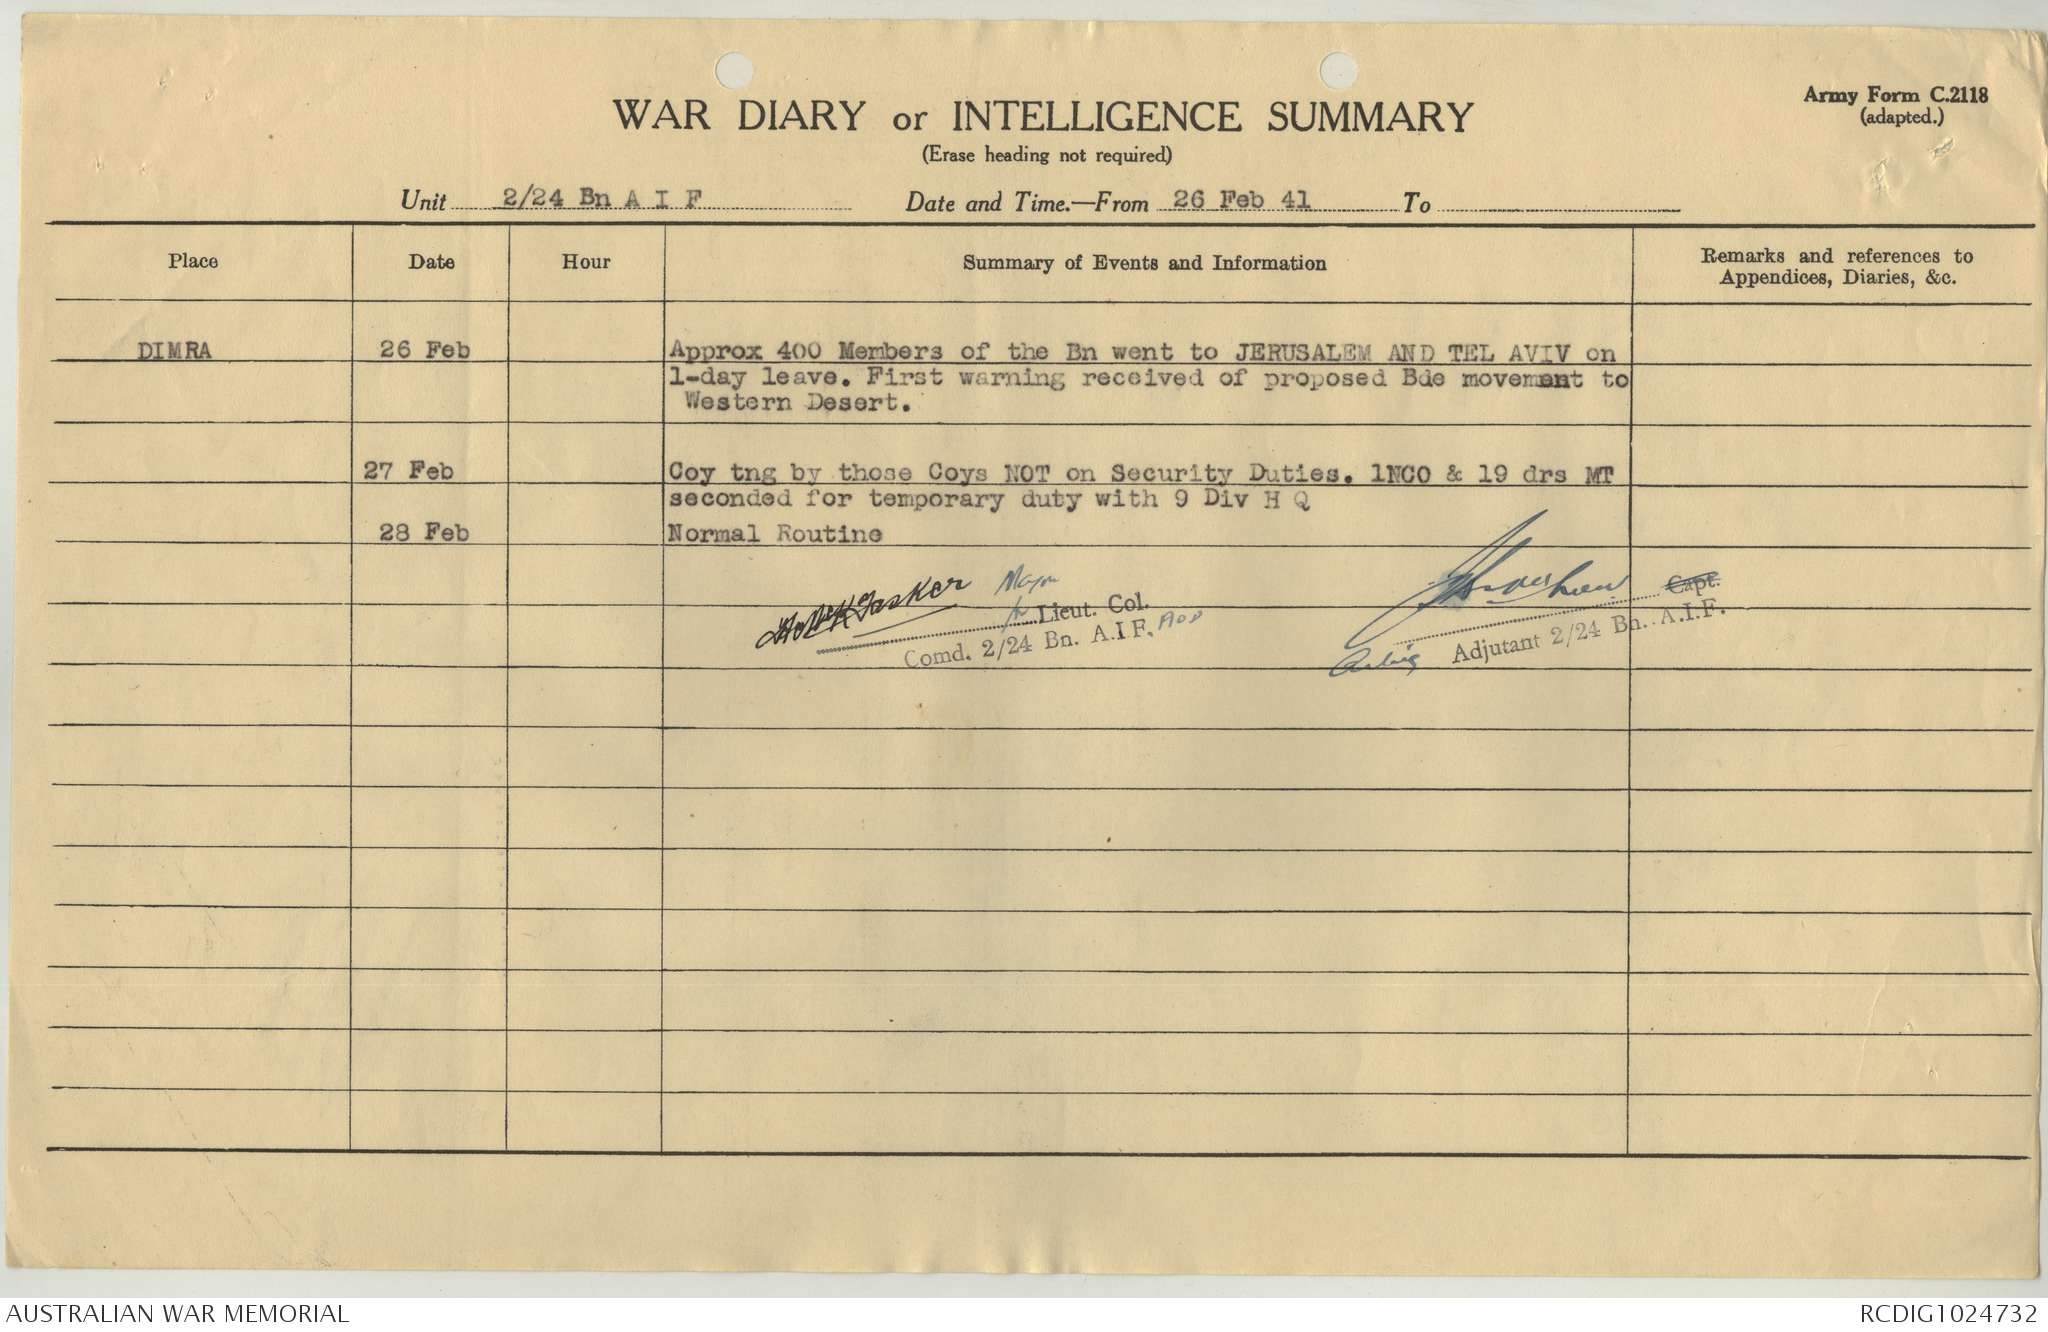 Army Form C.2118
(adapted.)
WAR DIARY or INTELLIGENCE SUMMARY
(Erase heading not required)
Unit 2/24 Bn A I F Date and Time.—From 26 Feb 41 To
Place Date Hour Summary of Events and Information Remarks and references to Appendices, Diaries, &c.
DIMRA 26 Feb Approx 400 Members of the Bn went to JERUSALEM AND TEL AVIV on
1-day leave. First warning received of proposed Bde movement to
Western Desert.
27 Feb Coy tng by those Coys NOT on Security Duties. 1NCO & 19 drs MT
seconded for temporary duty with 9 Div H Q
28 Feb Normal Routine
Tasker Major
Lieut. Col.
Comd. 2/24 Bn. A.I F.
Capt.
Adjutant 2/24 Bn. A.I.F.
AUSTRALIAN WAR MEMORIAL
RCDIG1024732